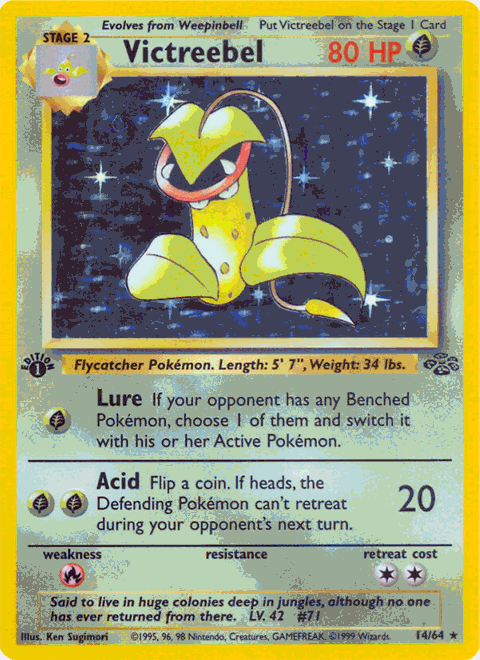 Evolves from Weepinbell Put Victreebel on the Stage 1 Card
STAGE 2
Victreebel 80 HP
EDITION
1
Flycatcher Pokémon. Length: 5' 7", Weight: 34 lbs.
Lure If your opponent has any Benched
Pokémon, choose 1 of them and switch it
with his or her Active Pokémon.
Acid Flip a coin. If heads, the
Defending Pokémon can't retreat
during your opponent's next turn.
20
weakness resistance retreat cost
Said to live in huge colonies deep in jungles, although no one
has ever returned from there. LV. 42 #71
Illus. Ken Sugimori ©1995, 96, 98 Nintendo, Creatures, GAMEFREAK. ©1999 Wizards. 14/64 ★